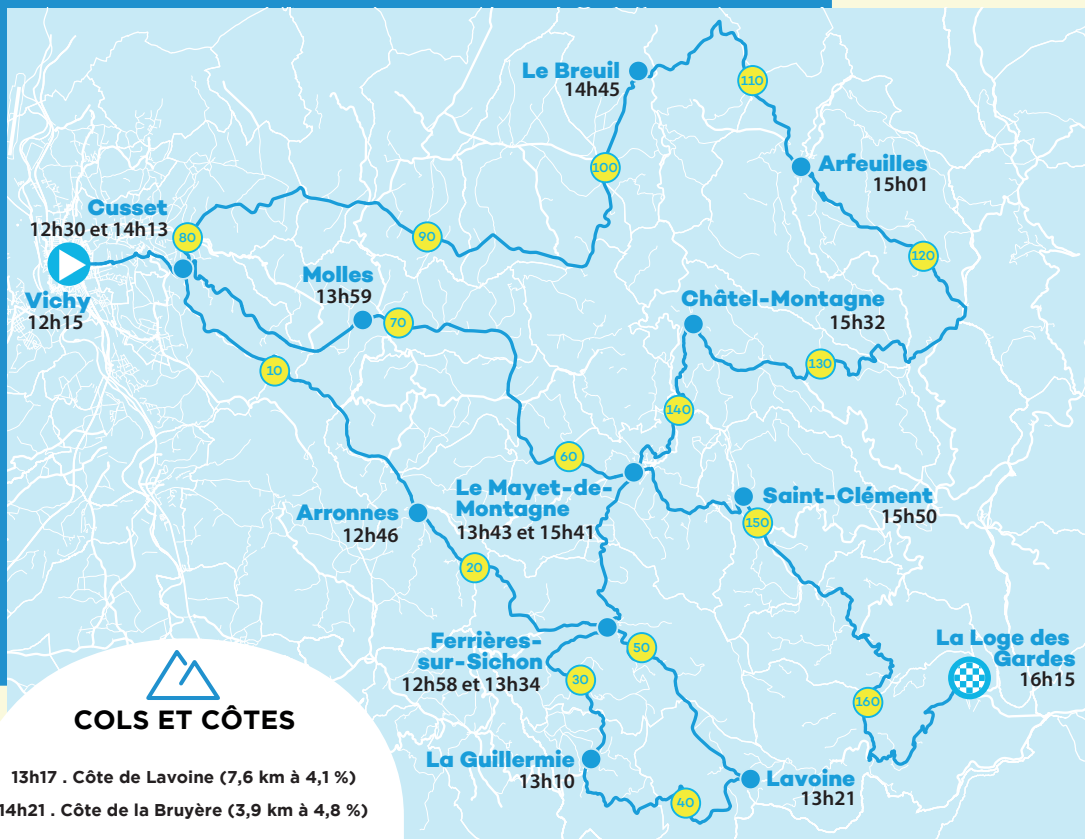 Le Breuil
14h45
110
Arfeuilles
15h01
100
Cusset
12h30 et 14h13
80
90
120
Vichy
12h15
Molles
13h59
70
Châtel-Montagne
15h32
10
130
140
60
Le Mayet-de-
Montagne
13h43 et 15h41
Saint-Clément
15h50
150
Arronnes
12h46
20
Ferrières-
sur-Sichon
12h58 et 13h34
50
30
La Loge des
Gardes
16h15
160
La Guillermie
13h10
40
Lavoine
13h21
COLS ET CÔTES
13h17 . Côte de Lavoine (7,6 km à 4,1 %)
14h21 . Côte de la Bruyère (3,9 km à 4,8 %)